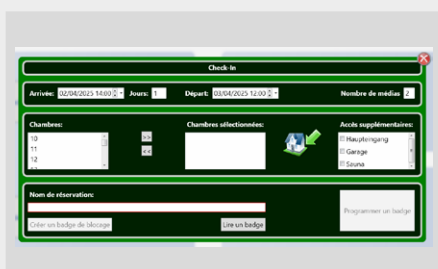 Check-In
Arrivée: 02/04/2025 14:00 Jours: 1 Départ: 03/04/2025 12:00 Nombre de médias 2
Chambres: Chambres sélectionnées: Accès supplémentaires:
10 >> Haupteingang
11 << Garage
12 Sauna
Nom de réservation:
Programmer un badge
Créer un badge de blocage Lire un badge